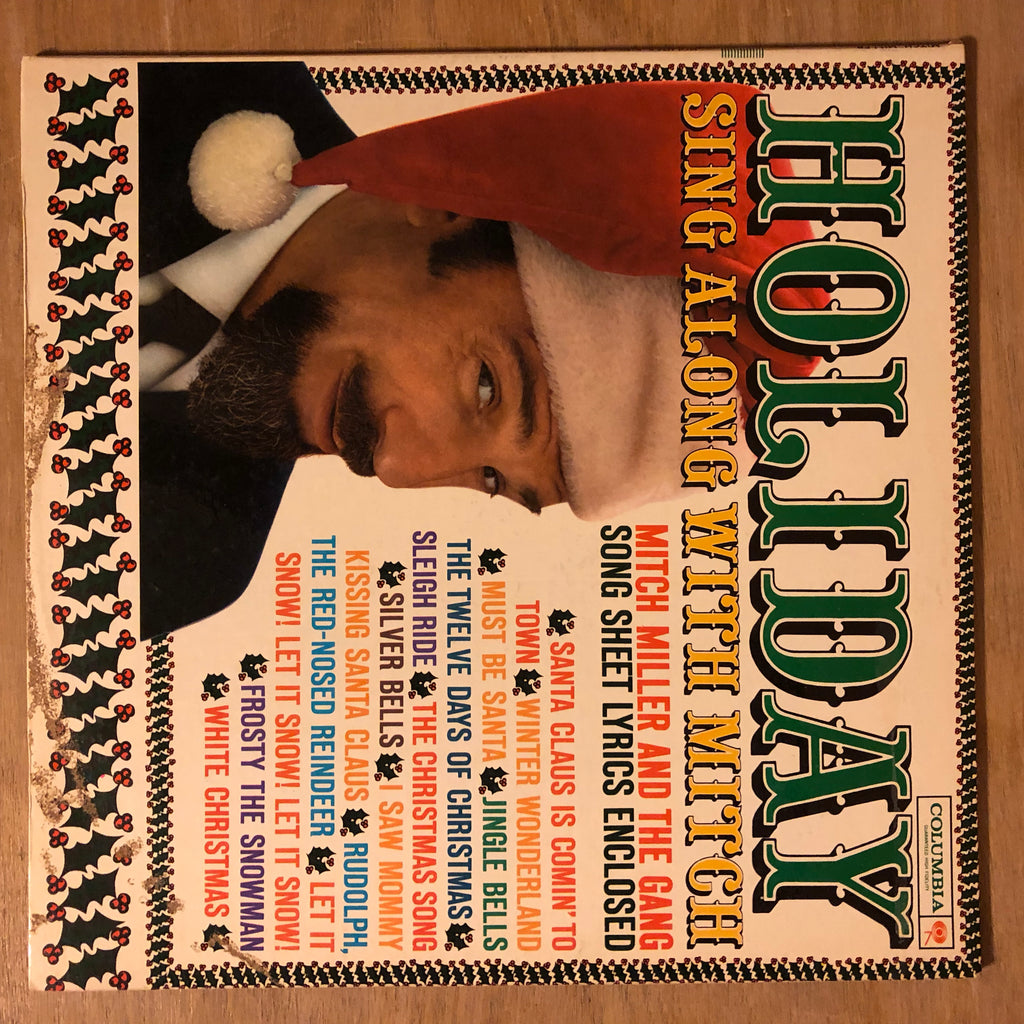 COLUMBIA
GUARANTEED HIGH FIDELITY
HOLIDAY
SING ALONG WITH MITCH
MITCH MILLER AND THE GANG
SONG SHEET LYRICS ENCLOSED
SANTA CLAUS IS COMIN' TO
TOWN WINTER WONDERLAND
MUST BE SANTA JINGLE BELLS
THE TWELVE DAYS OF CHRISTMAS
SLEIGH RIDE THE CHRISTMAS SONG
SILVER BELLS I SAW MOMMY
KISSING SANTA CLAUS RUDOLPH,
THE RED-NOSED REINDEER LET IT
SNOW! LET IT SNOW! LET IT SNOW!
FROSTY THE SNOWMAN
WHITE CHRISTMAS